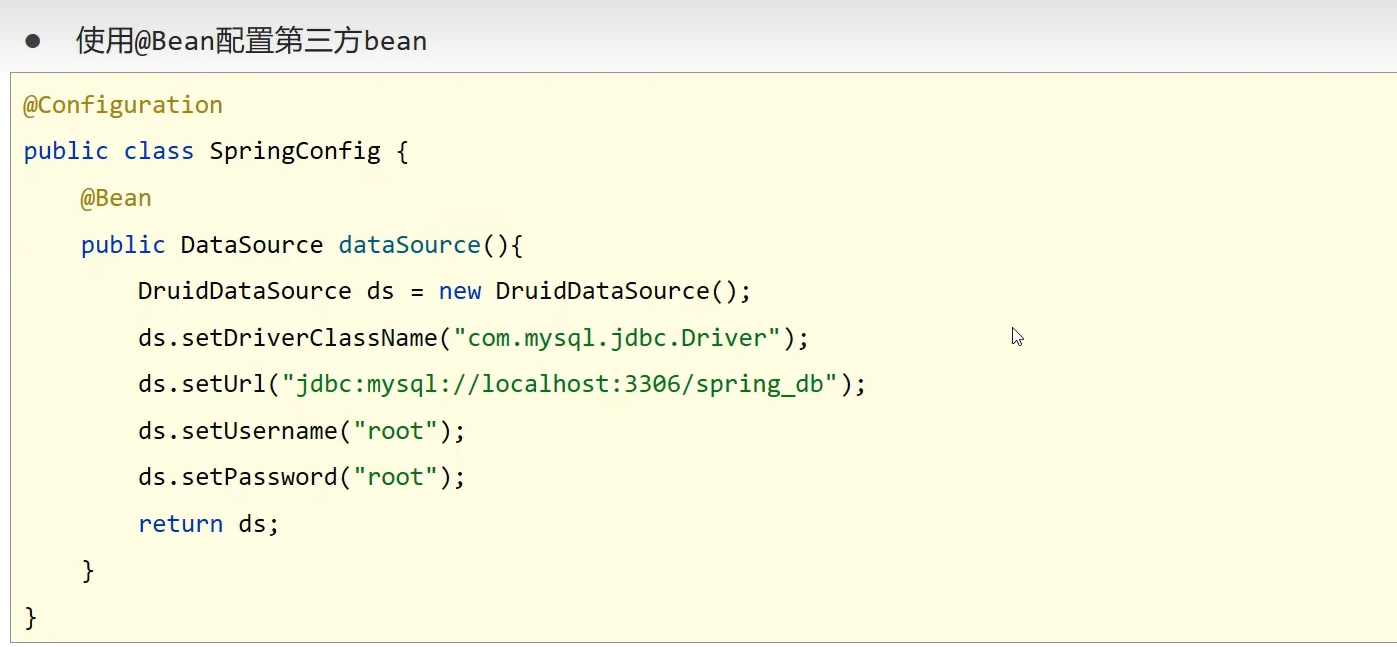 ● 使用@Bean配置第三方bean
@Configuration
public class SpringConfig {
    @Bean
    public DataSource dataSource(){
        DruidDataSource ds = new DruidDataSource();
        ds.setDriverClassName("com.mysql.jdbc.Driver");
        ds.setUrl("jdbc:mysql://localhost:3306/spring_db");
        ds.setUsername("root");
        ds.setPassword("root");
        return ds;
    }
}